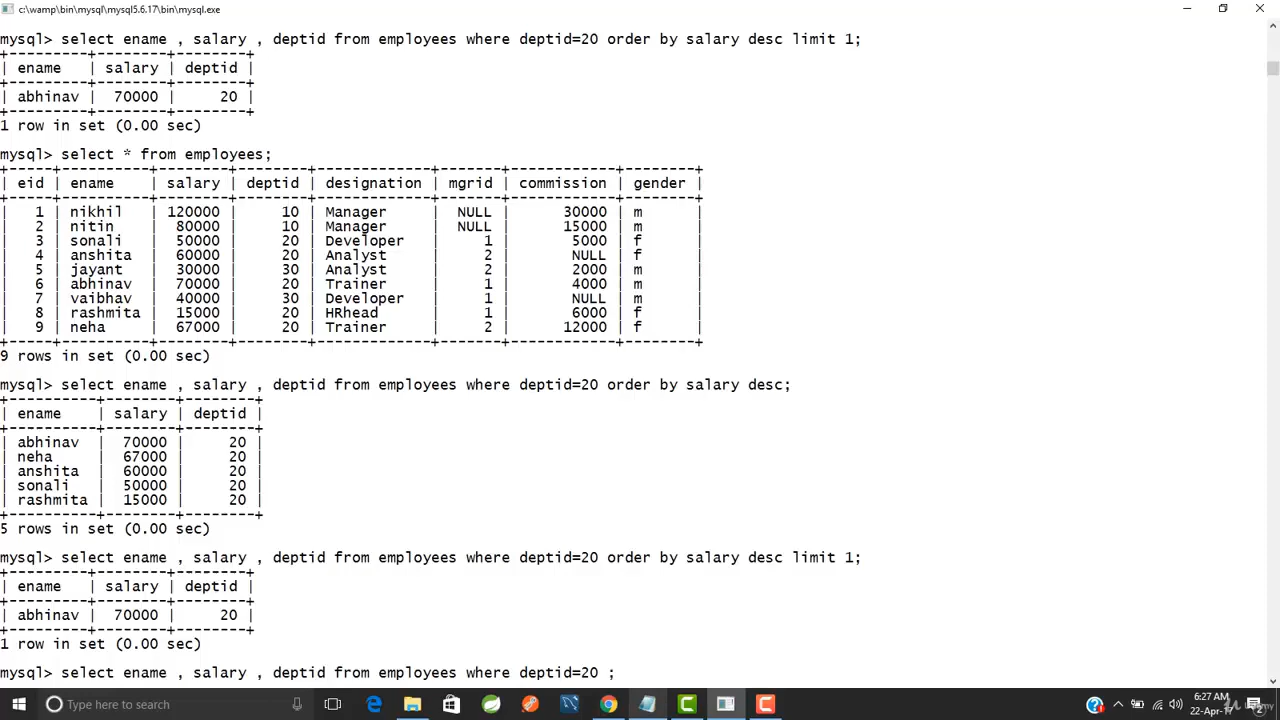 c:\wamp\bin\mysql\mysql5.6.17\bin\mysql.exe
mysql> select ename , salary , deptid from employees where deptid=20 order by salary desc limit 1;
+---------+--------+--------+
| ename   | salary | deptid |
+---------+--------+--------+
| abhinav |  70000 |     20 |
+---------+--------+--------+
1 row in set (0.00 sec)
mysql> select * from employees;
+-----+----------+--------+--------+-------------+-------+------------+--------+
| eid | ename    | salary | deptid | designation | mgrid | commission | gender |
+-----+----------+--------+--------+-------------+-------+------------+--------+
|   1 | nikhil   | 120000 |     10 | Manager     |  NULL |      30000 | m      |
|   2 | nitin    |  80000 |     10 | Manager     |  NULL |      15000 | m      |
|   3 | sonali   |  50000 |     20 | Developer   |     1 |       5000 | f      |
|   4 | anshita  |  60000 |     20 | Analyst     |     2 |       NULL | f      |
|   5 | jayant   |  30000 |     30 | Analyst     |     2 |       2000 | m      |
|   6 | abhinav  |  70000 |     20 | Trainer     |     1 |       4000 | m      |
|   7 | vaibhav  |  40000 |     30 | Developer   |     1 |       NULL | m      |
|   8 | rashmita |  15000 |     20 | HRhead      |     1 |       6000 | f      |
|   9 | neha     |  67000 |     20 | Trainer     |     2 |      12000 | f      |
+-----+----------+--------+--------+-------------+-------+------------+--------+
9 rows in set (0.00 sec)
mysql> select ename , salary , deptid from employees where deptid=20 order by salary desc;
+----------+--------+--------+
| ename    | salary | deptid |
+----------+--------+--------+
| abhinav  |  70000 |     20 |
| neha     |  67000 |     20 |
| anshita  |  60000 |     20 |
| sonali   |  50000 |     20 |
| rashmita |  15000 |     20 |
+----------+--------+--------+
5 rows in set (0.00 sec)
mysql> select ename , salary , deptid from employees where deptid=20 order by salary desc limit 1;
+---------+--------+--------+
| ename   | salary | deptid |
+---------+--------+--------+
| abhinav |  70000 |     20 |
+---------+--------+--------+
1 row in set (0.00 sec)
mysql> select ename , salary , deptid from employees where deptid=20 ;
Type here to search
6:27 AM
22-Apr-1